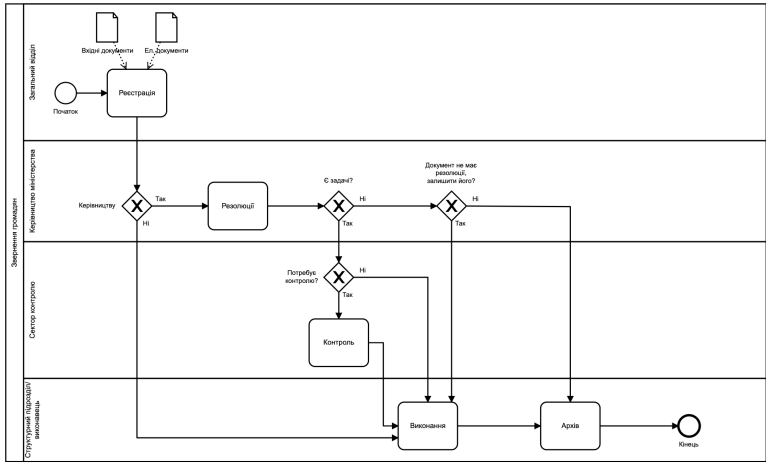 Звернення громадян
Загальний відділ
Вхідні документи
Ел. документи
Реєстрація
Початок
Керівництво міністерства
Керівництву
Так
Ні
Резолюції
Є задачі?
Ні
Так
Документ не має
резолюції,
залишити його?
Ні
Так
Сектор контролю
Потребує
контролю?
Ні
Так
Контроль
Структурний підрозділ/
виконавець
Виконання
Архів
Кінець